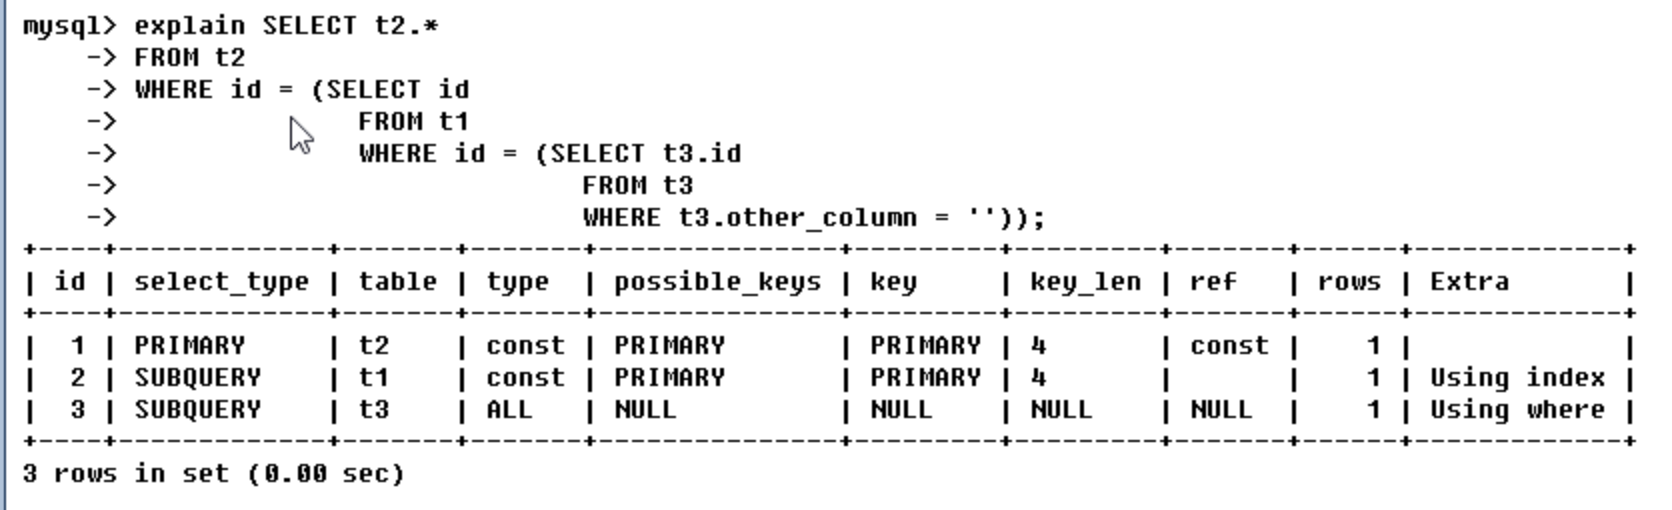 mysql> explain SELECT t2.*
    -> FROM t2
    -> WHERE id = (SELECT id
    ->               FROM t1
    ->               WHERE id = (SELECT t3.id
    ->                             FROM t3
    ->                             WHERE t3.other_column = ''));
+----+-------------+-------+-------+---------------+---------+---------+-------+------+-------------+
| id | select_type | table | type  | possible_keys | key     | key_len | ref   | rows | Extra       |
+----+-------------+-------+-------+---------------+---------+---------+-------+------+-------------+
|  1 | PRIMARY     | t2    | const | PRIMARY       | PRIMARY | 4       | const |    1 |             |
|  2 | SUBQUERY    | t1    | const | PRIMARY       | PRIMARY | 4       |       |    1 | Using index |
|  3 | SUBQUERY    | t3    | ALL   | NULL          | NULL    | NULL    | NULL  |    1 | Using where |
+----+-------------+-------+-------+---------------+---------+---------+-------+------+-------------+
3 rows in set (0.00 sec)